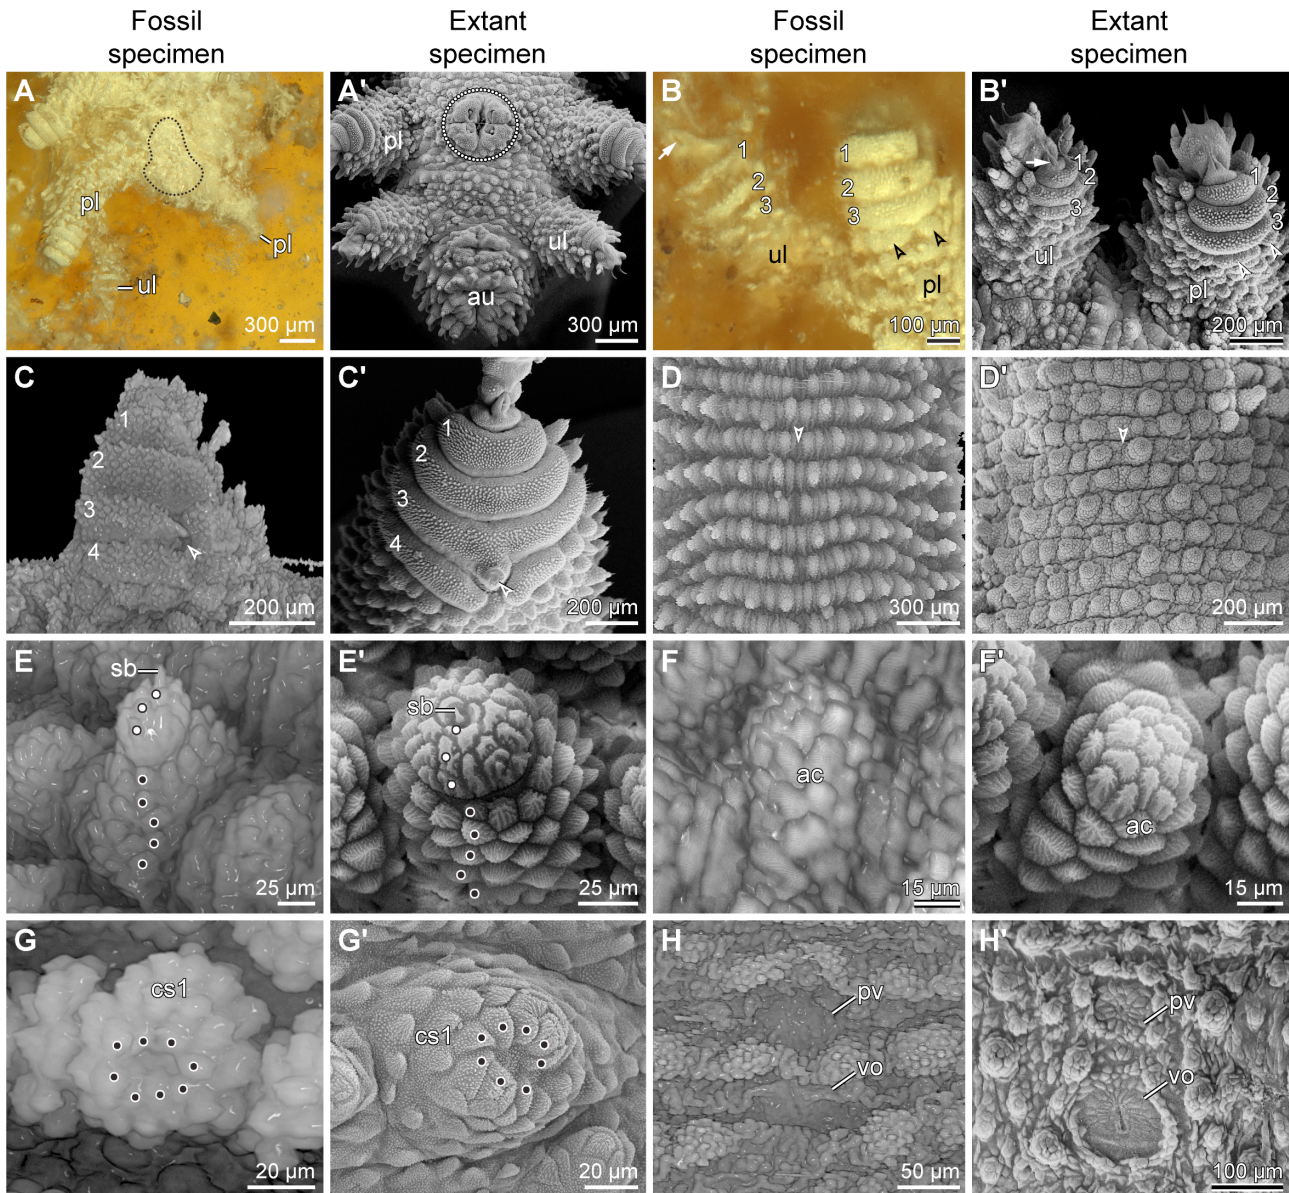 Fossil specimen
Extant specimen
Fossil specimen
Extant specimen
A
pl
pl
ul
300 µm
A'
pl
ul
au
300 µm
B
1
1
2
2
3
3
ul
pl
100 µm
B'
1
1
2
2
3
3
ul
pl
200 µm
C
1
2
3
4
200 µm
C'
1
2
3
4
200 µm
D
300 µm
D'
200 µm
E
sb
25 µm
E'
sb
25 µm
F
ac
15 µm
F'
ac
15 µm
G
cs1
20 µm
G'
cs1
20 µm
H
pv
vo
50 µm
H'
pv
vo
100 µm